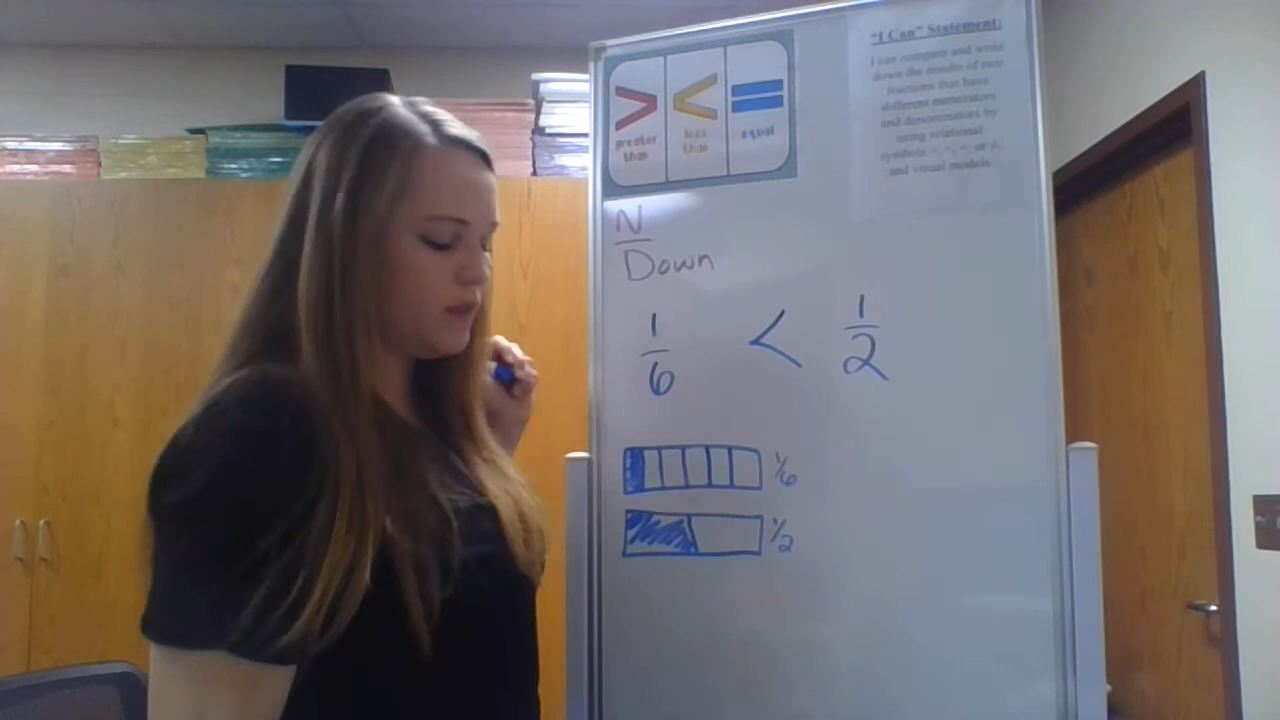 > < =
greater less equal
than than
"I Can" Statement:
I can compare and write
down the results of two
fractions that have
different numerators
and denominators by
using relational
symbols
and visual models.
N
Down
1/6 < 1/2
1/6
1/2